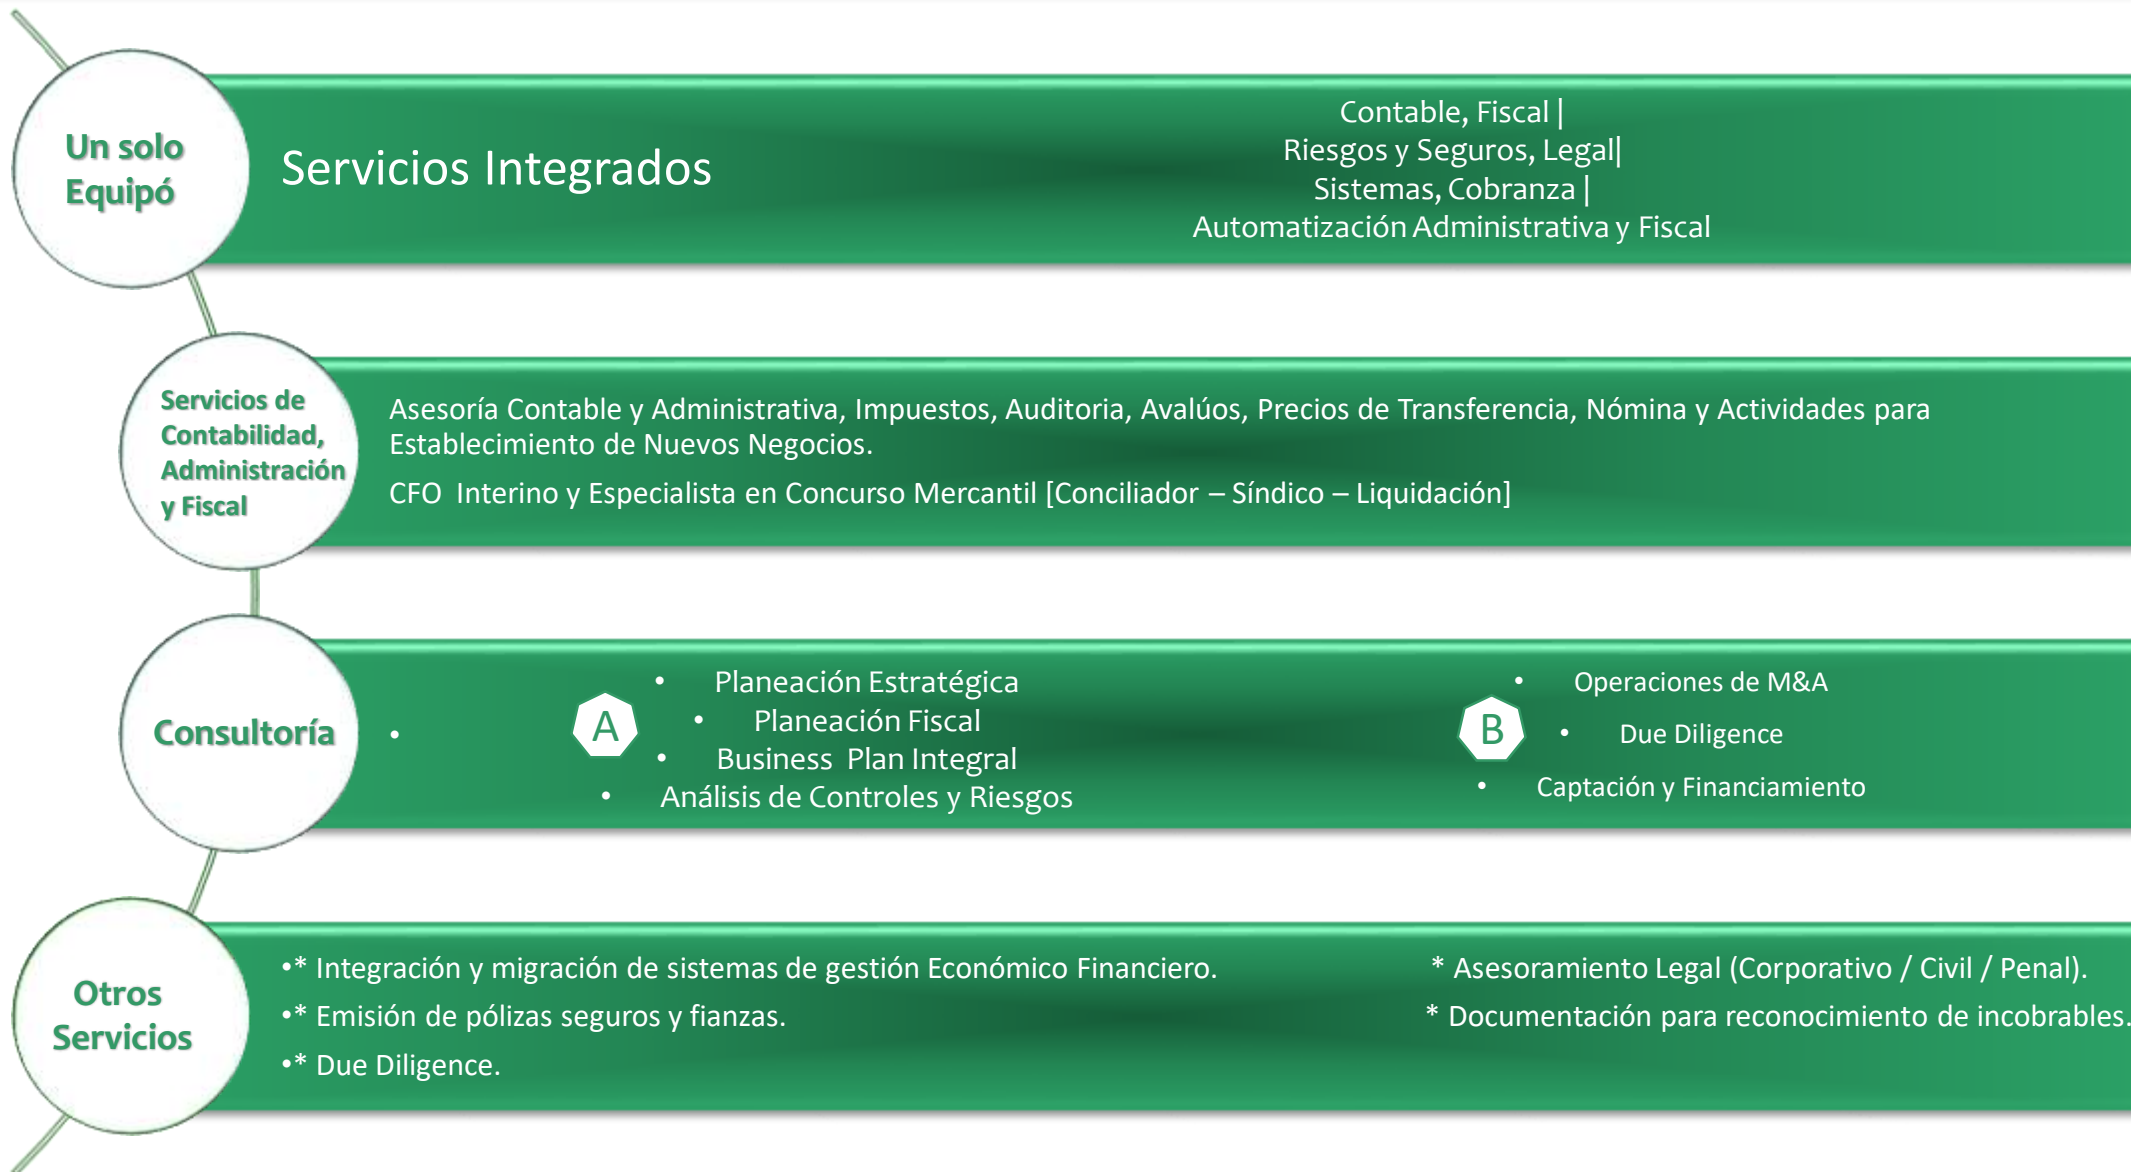 Un solo
Equipó
Servicios Integrados
Contable, Fiscal |
Riesgos y Seguros, Legal|
Sistemas, Cobranza |
Automatización Administrativa y Fiscal
Servicios de
Contabilidad,
Administración
y Fiscal
Asesoría Contable y Administrativa, Impuestos, Auditoria, Avalúos, Precios de Transferencia, Nómina y Actividades para
Establecimiento de Nuevos Negocios.
CFO  Interino y Especialista en Concurso Mercantil [Conciliador – Síndico – Liquidación]
Consultoría
•
A
• Planeación Estratégica
• Planeación Fiscal
• Business  Plan Integral
• Análisis de Controles y Riesgos
B
• Operaciones de M&A
• Due Diligence
• Captación y Financiamiento
Otros
Servicios
•* Integración y migración de sistemas de gestión Económico Financiero.
•* Emisión de pólizas seguros y fianzas.
•* Due Diligence.
* Asesoramiento Legal (Corporativo / Civil / Penal).
* Documentación para reconocimiento de incobrables.